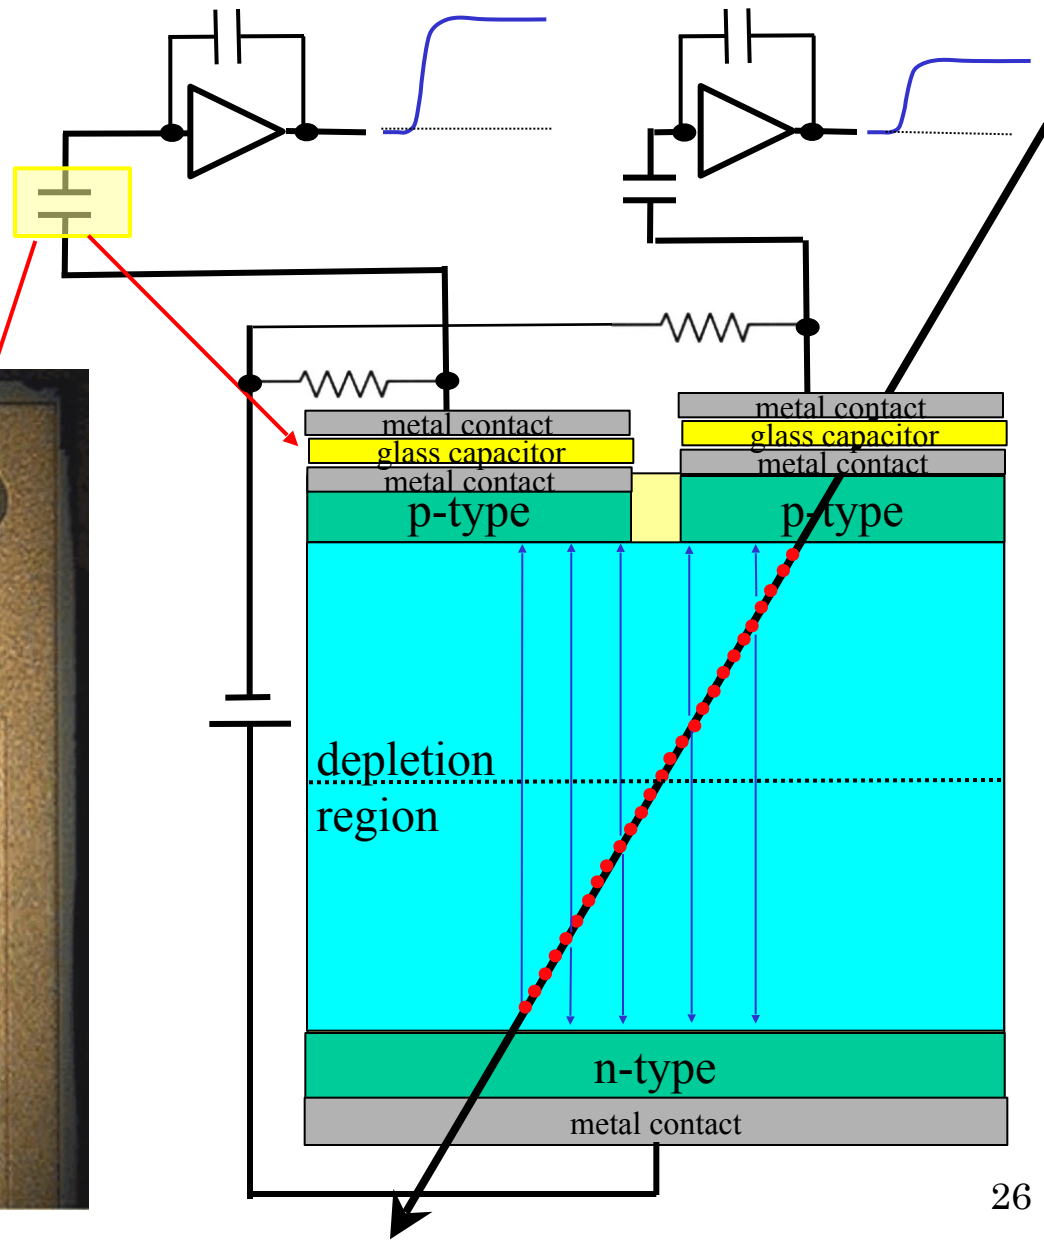 metal contact
glass capacitor
metal contact
p-type
metal contact
glass capacitor
metal contact
p-type
depletion
region
n-type
metal contact
26